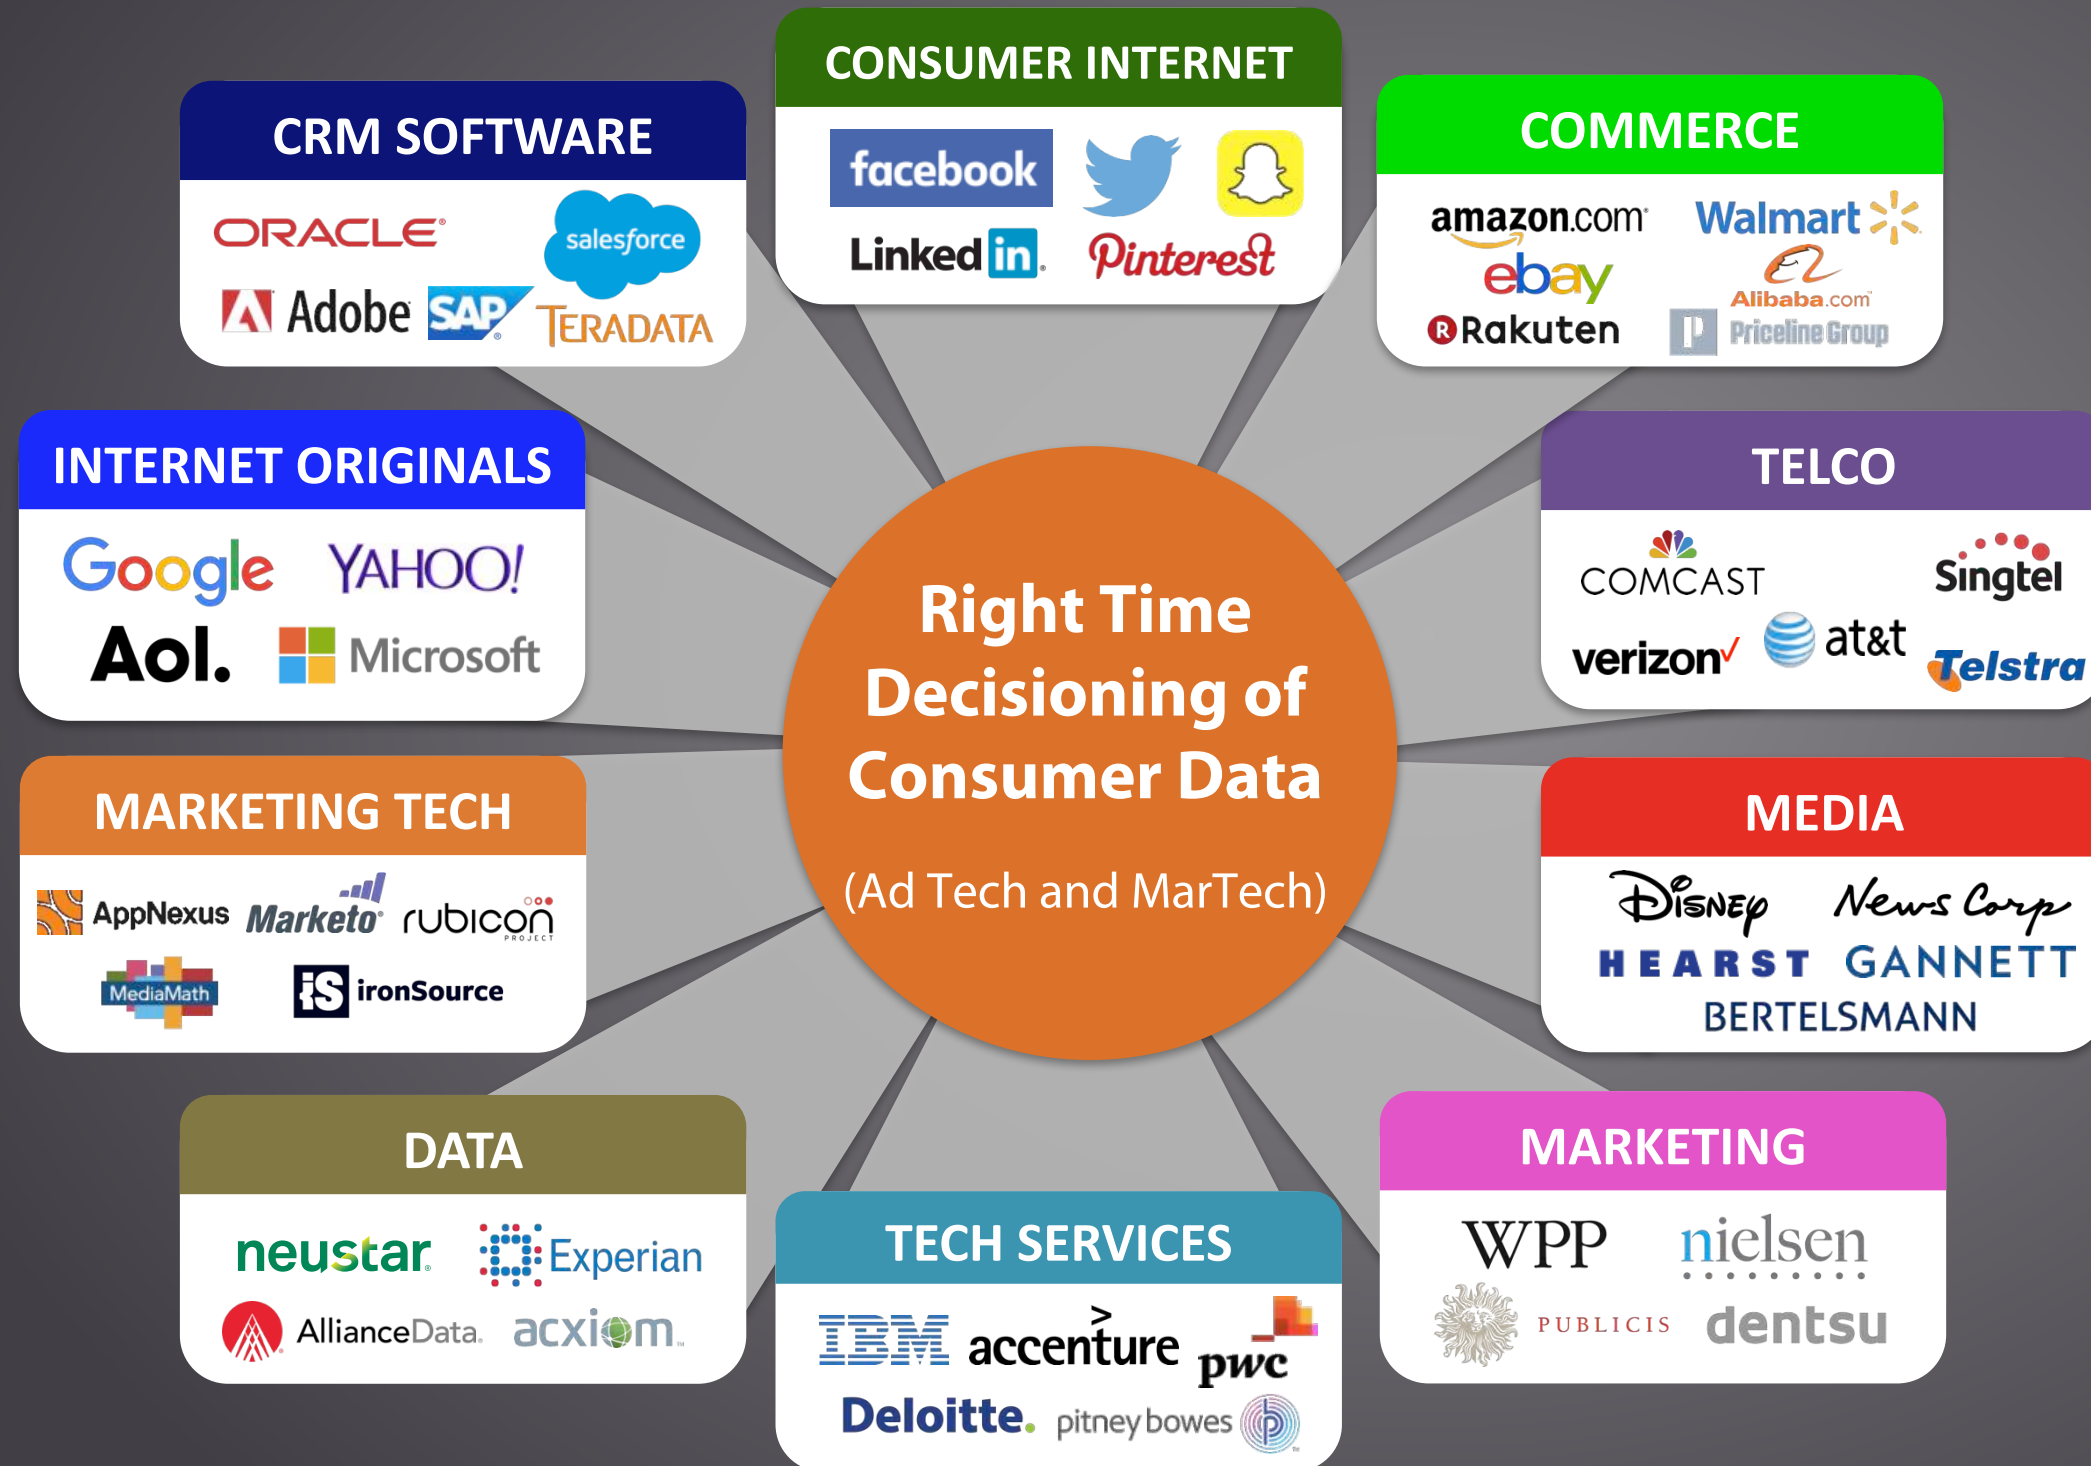 CONSUMER INTERNET
facebook
Linked in
Pinterest
CRM SOFTWARE
ORACLE
salesforce
Adobe SAP TERADATA
COMMERCE
amazon.com Walmart
ebay Alibaba.com
Rakuten Priceline Group
INTERNET ORIGINALS
Google YAHOO!
Aol. Microsoft
TELCO
COMCAST Singtel
verizon at&t Telstra
Right Time
Decisioning of
Consumer Data
(Ad Tech and MarTech)
MARKETING TECH
AppNexus Marketo rubicon
PROJECT
MediaMath iS ironSource
MEDIA
Disney News Corp
HEARST GANNETT
BERTELSMANN
DATA
neustar Experian
AllianceData acxiom
TECH SERVICES
IBM accenture pwc
Deloitte. pitney bowes
MARKETING
WPP nielsen
PUBLICIS dentsu